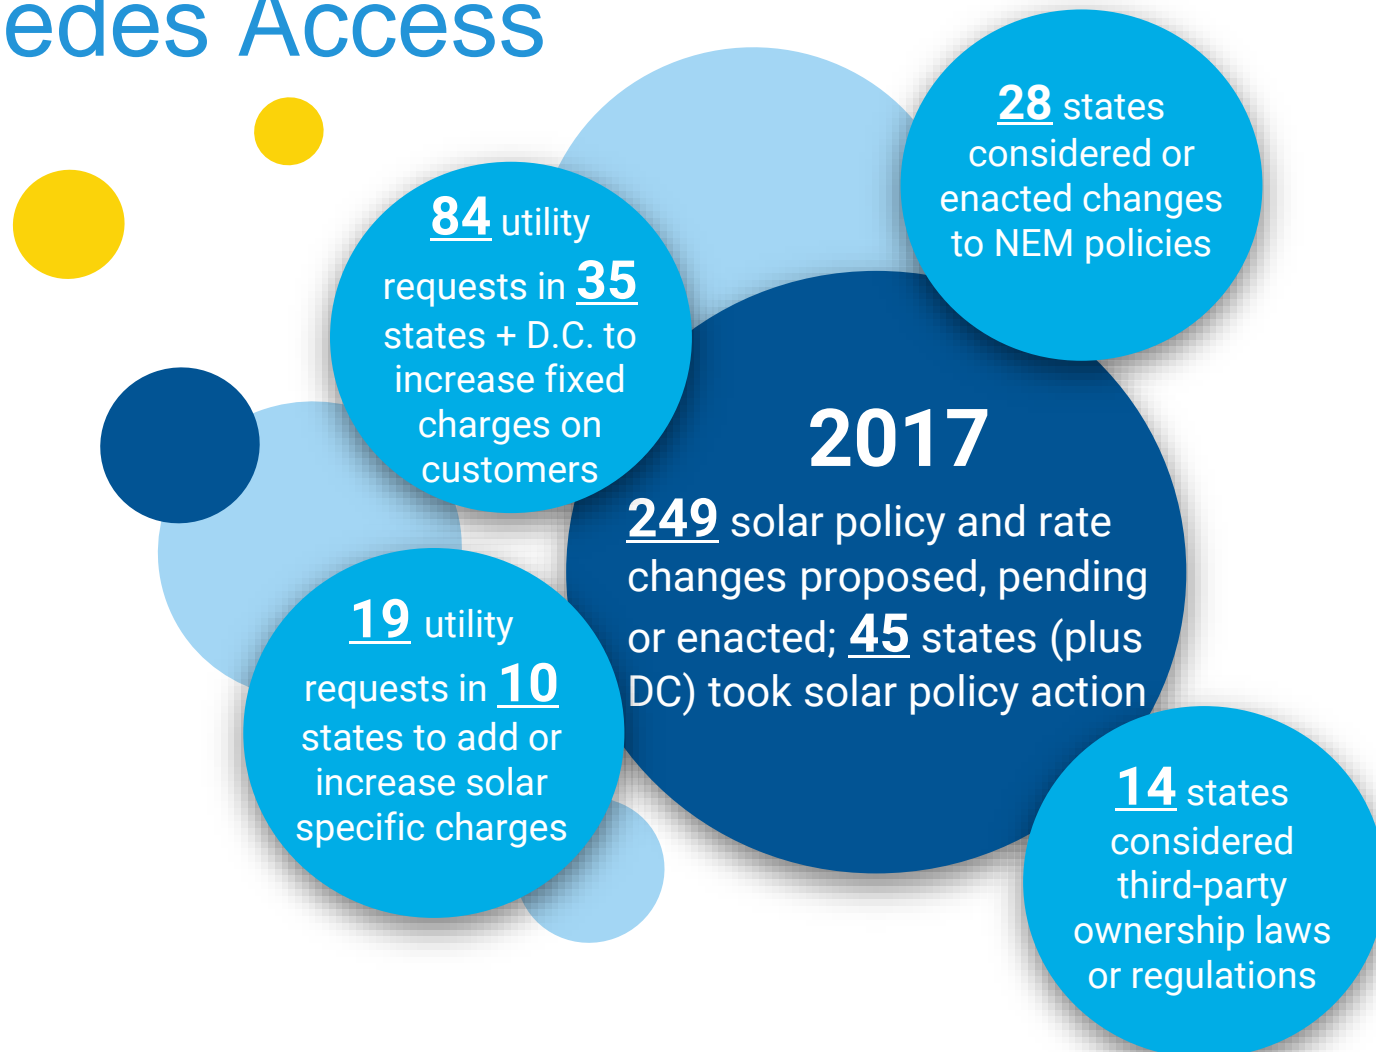 edes Access
28 states
considered or
enacted changes
to NEM policies
84 utility
requests in 35
states + D.C. to
increase fixed
charges on
customers
2017
249 solar policy and rate
changes proposed, pending
or enacted; 45 states (plus
DC) took solar policy action
19 utility
requests in 10
states to add or
increase solar
specific charges
14 states
considered
third-party
ownership laws
or regulations